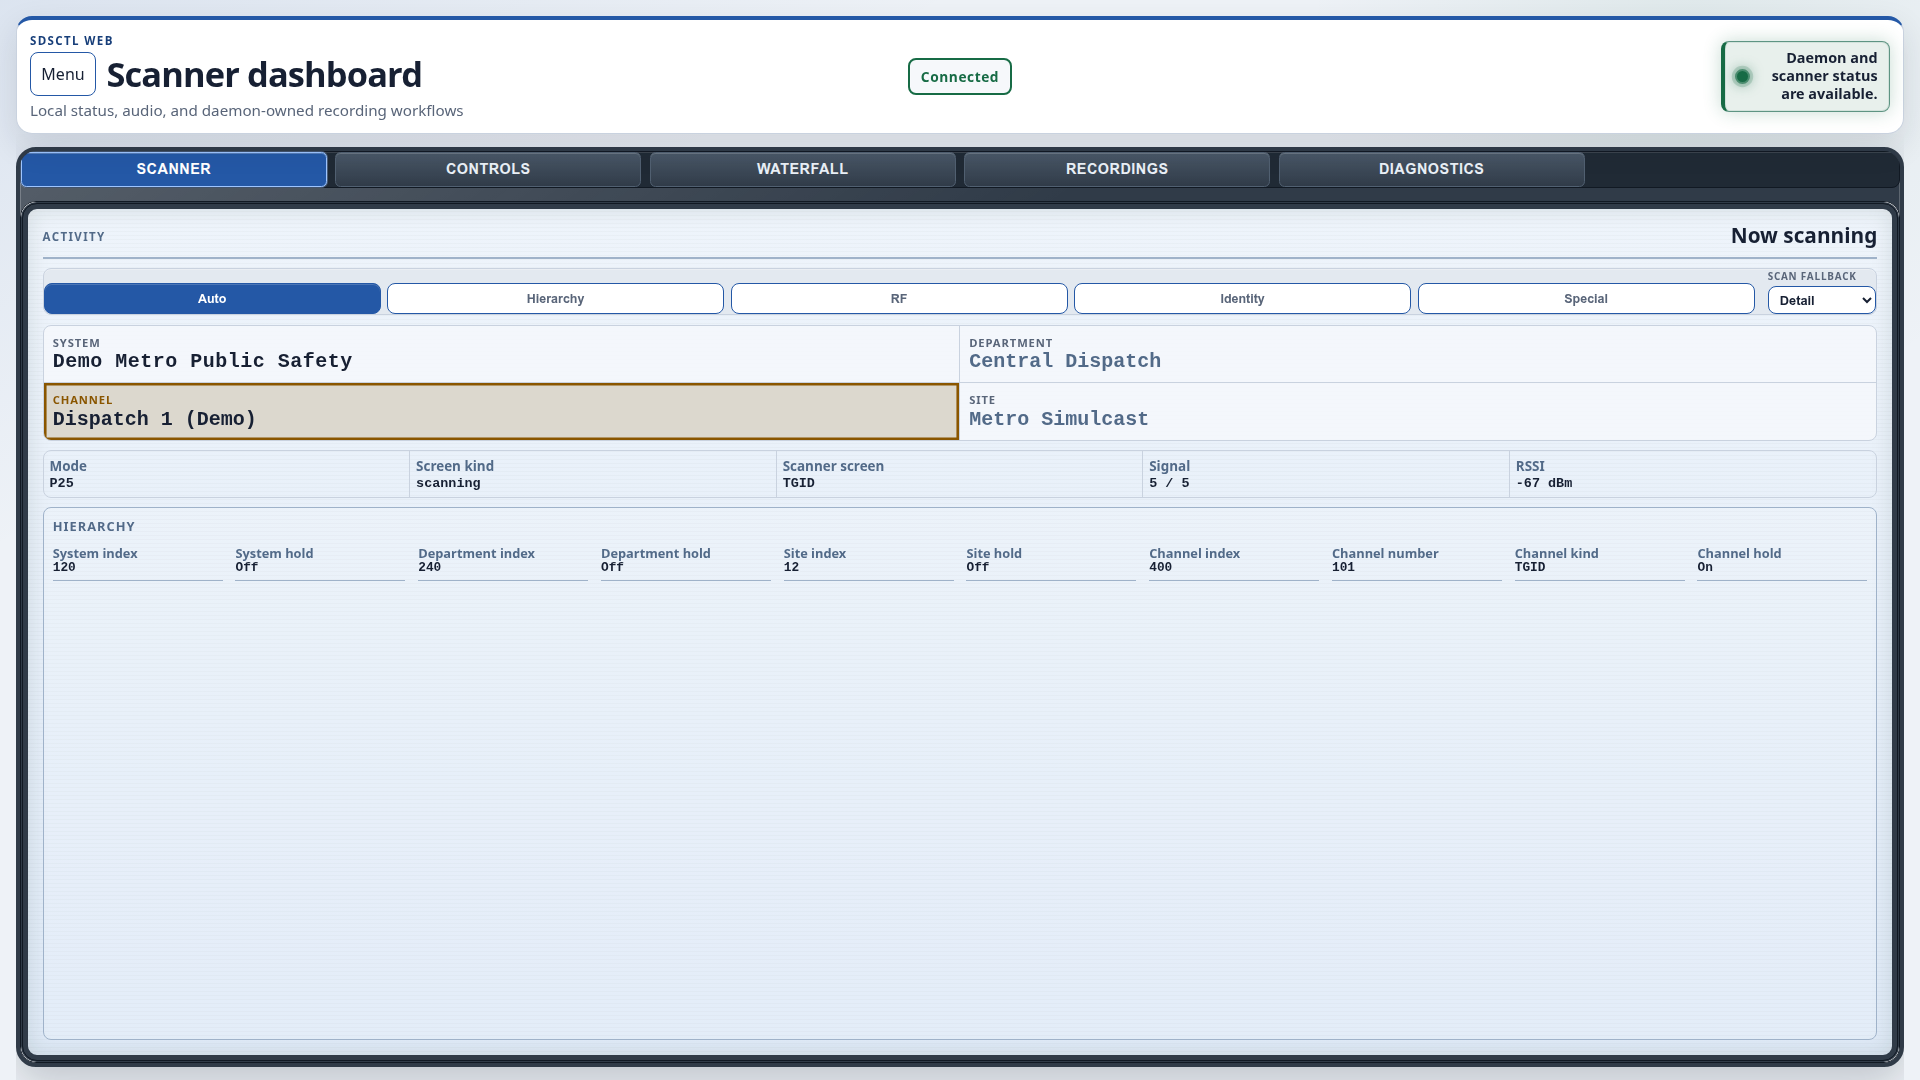 SDSCTL WEB
Menu
Scanner dashboard
Local status, audio, and daemon-owned recording workflows
Connected
Daemon and
scanner status
are available.
SCANNER
CONTROLS
WATERFALL
RECORDINGS
DIAGNOSTICS
ACTIVITY
Now scanning
Auto
Hierarchy
RF
Identity
Special
SCAN FALLBACK
Detail
SYSTEM
Demo Metro Public Safety
DEPARTMENT
Central Dispatch
CHANNEL
Dispatch 1 (Demo)
SITE
Metro Simulcast
Mode
P25
Screen kind
scanning
Scanner screen
TGID
Signal
5 / 5
RSSI
-67 dBm
HIERARCHY
System index
120
System hold
Off
Department index
240
Department hold
Off
Site index
12
Site hold
Off
Channel index
400
Channel number
101
Channel kind
TGID
Channel hold
On